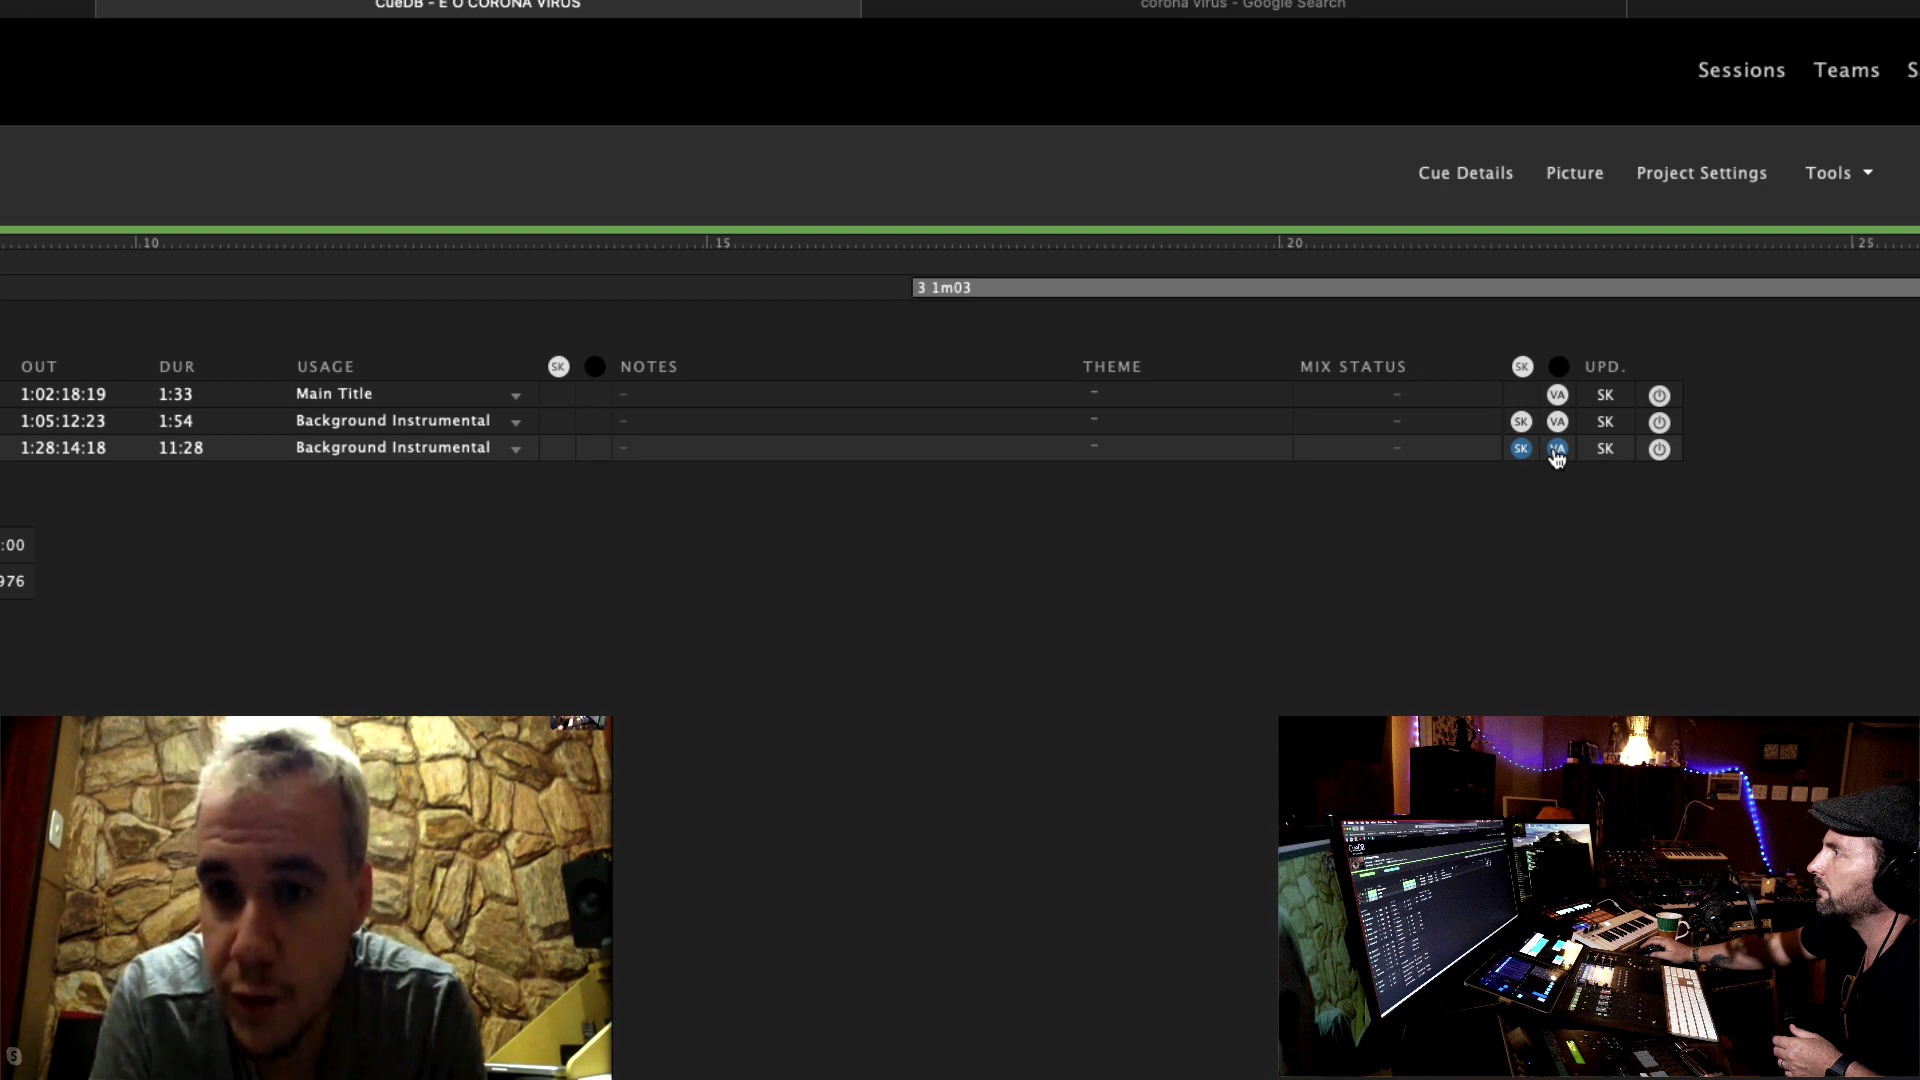 CueDB - E O CORONA VIRUS
corona virus - Google Search
Sessions Teams S
Cue Details Picture Project Settings Tools
10 15 20 25
3 1m03
OUT DUR USAGE SK NOTES THEME MIX STATUS SK UPD.
1:02:18:19 1:33 Main Title - - - VA SK
1:05:12:23 1:54 Background Instrumental - - - SK VA SK
1:28:14:18 11:28 Background Instrumental - - - SK VA SK
:00
976
S
CueDB